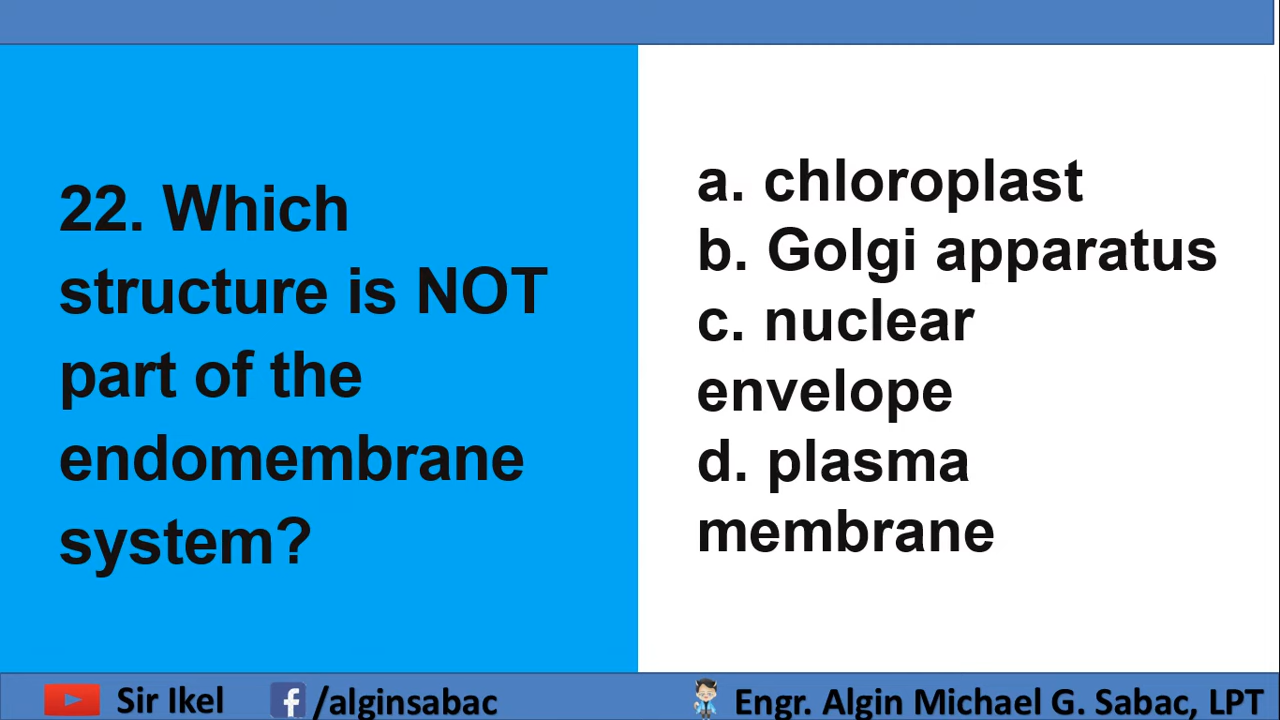 22. Which
structure is NOT
part of the
endomembrane
system?
a. chloroplast
b. Golgi apparatus
c. nuclear
envelope
d. plasma
membrane
Sir Ikel
/alginsabac
Engr. Algin Michael G. Sabac, LPT